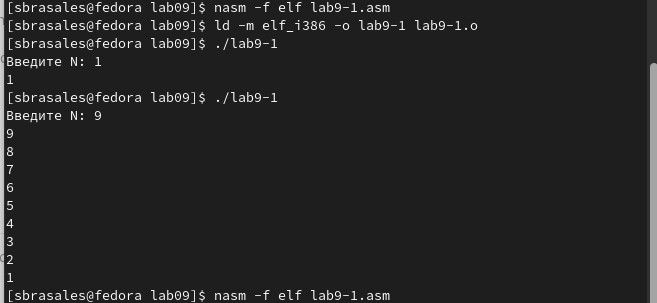 [sbrasales@fedora lab09]$ nasm -f elf lab9-1.asm
[sbrasales@fedora lab09]$ ld -m elf_i386 -o lab9-1 lab9-1.o
[sbrasales@fedora lab09]$ ./lab9-1
Введите N: 1
1
[sbrasales@fedora lab09]$ ./lab9-1
Введите N: 9
9
8
7
6
5
4
3
2
1
[sbrasales@fedora lab09]$ nasm -f elf lab9-1.asm